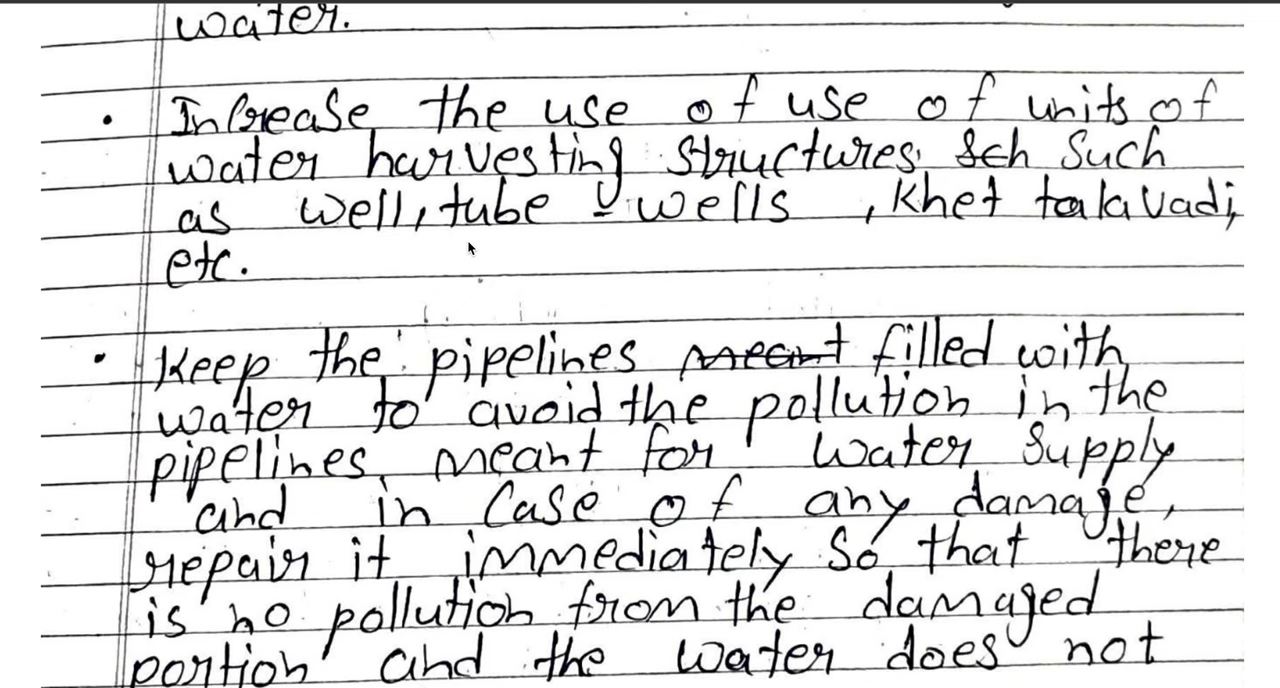 water.
• Increase the use of use of units of
water harvesting structures. Sch Such
as well, tube wells, Khet talavadi,
etc.
• Keep the pipelines meant filled with
water to avoid the pollution in the
pipelines meant for water supply
and in case of any damage,
repair it immediately so that there
is no pollution from the damaged
portion and the water does not